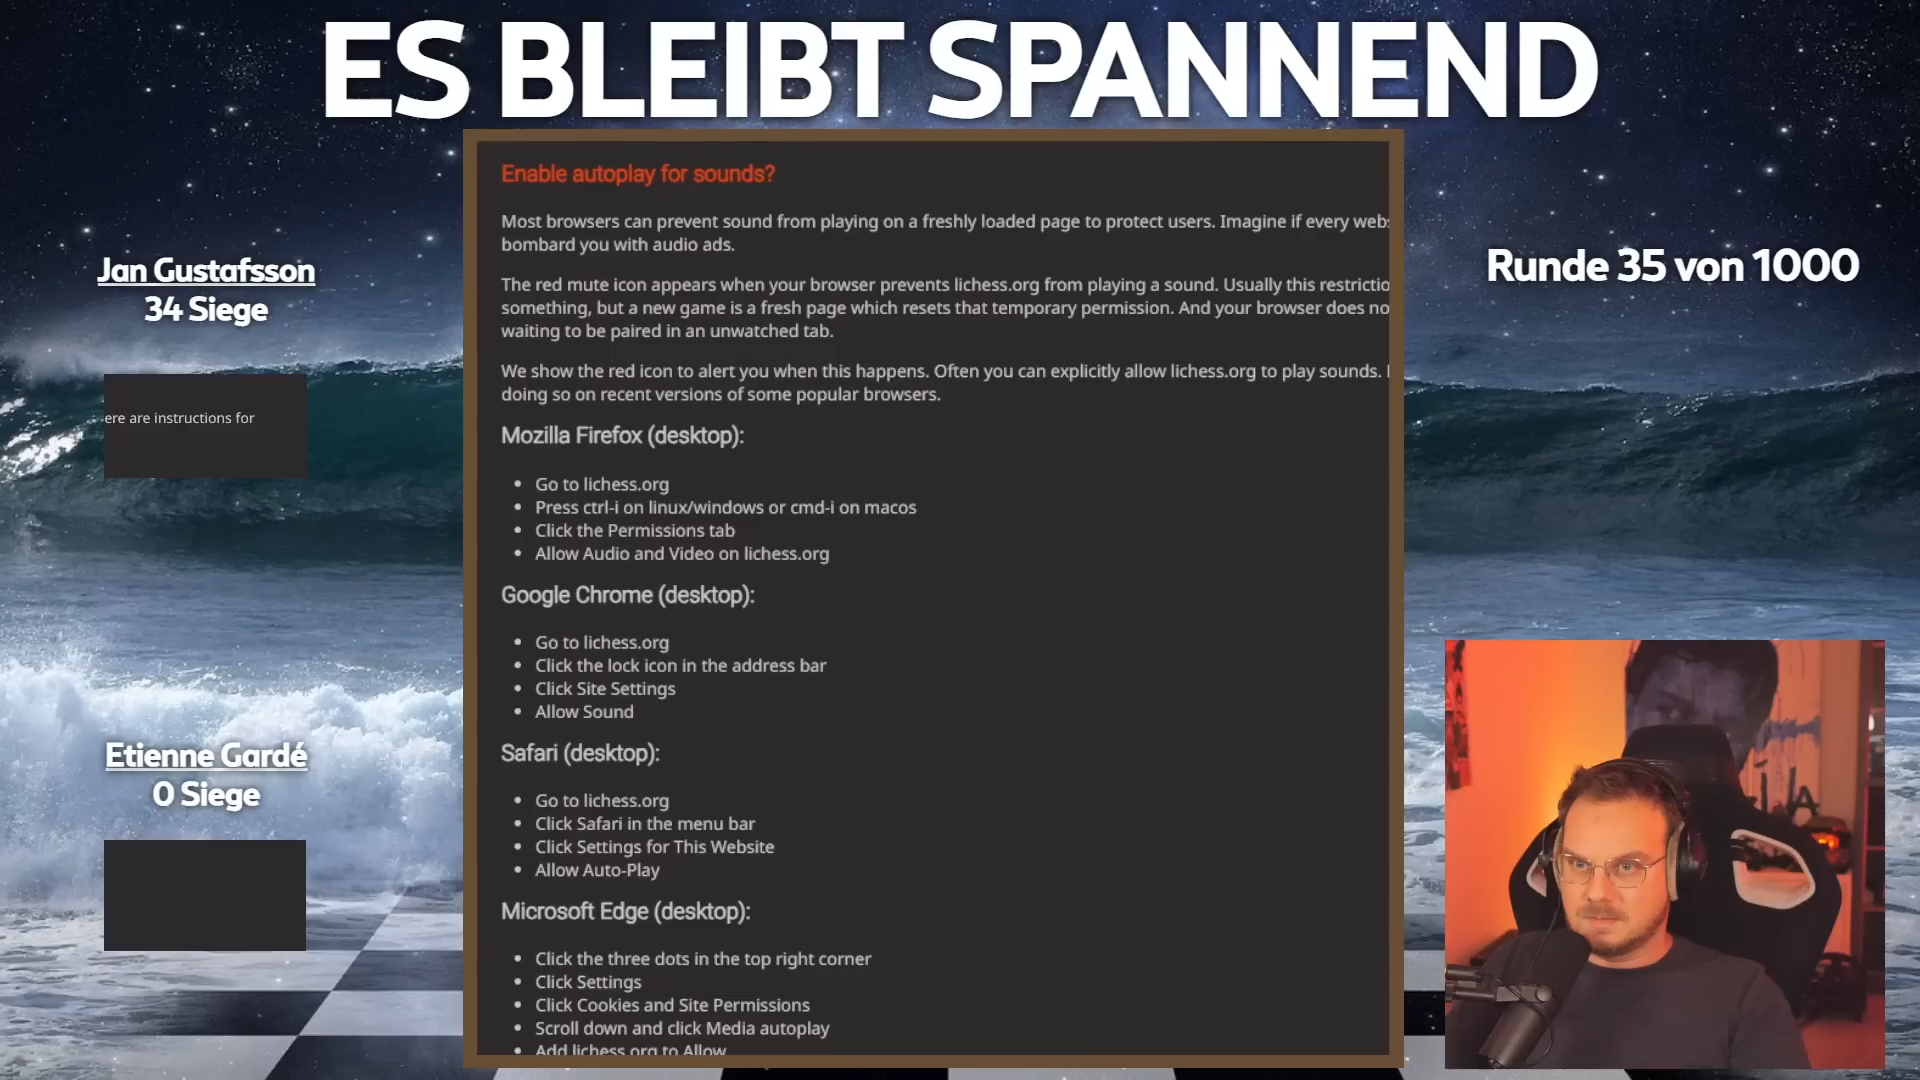 ES BLEIBT SPANNEND
Jan Gustafsson
34 Siege
ere are instructions for
Etienne Gardé
0 Siege
Enable autoplay for sounds?
Most browsers can prevent sound from playing on a freshly loaded page to protect users. Imagine if every
bombard you with audio ads.
The red mute icon appears when your browser prevents lichess.org from playing a sound. Usually this
something, but a new game is a fresh page which resets that temporary permission. And your browser does
waiting to be paired in an unwatched tab.
We show the red icon to alert you when this happens. Often you can explicitly allow lichess.org to play sounds.
doing so on recent versions of some popular browsers.
Mozilla Firefox (desktop):
• Go to lichess.org
• Press ctrl-i on linux/windows or cmd-i on macos
• Click the Permissions tab
• Allow Audio and Video on lichess.org
Google Chrome (desktop):
• Go to lichess.org
• Click the lock icon in the address bar
• Click Site Settings
• Allow Sound
Safari (desktop):
• Go to lichess.org
• Click Safari in the menu bar
• Click Settings for This Website
• Allow Auto-Play
Microsoft Edge (desktop):
• Click the three dots in the top right corner
• Click Settings
• Click Cookies and Site Permissions
• Scroll down and click Media autoplay
• Add lichess.org to Allow
Runde 35 von 1000